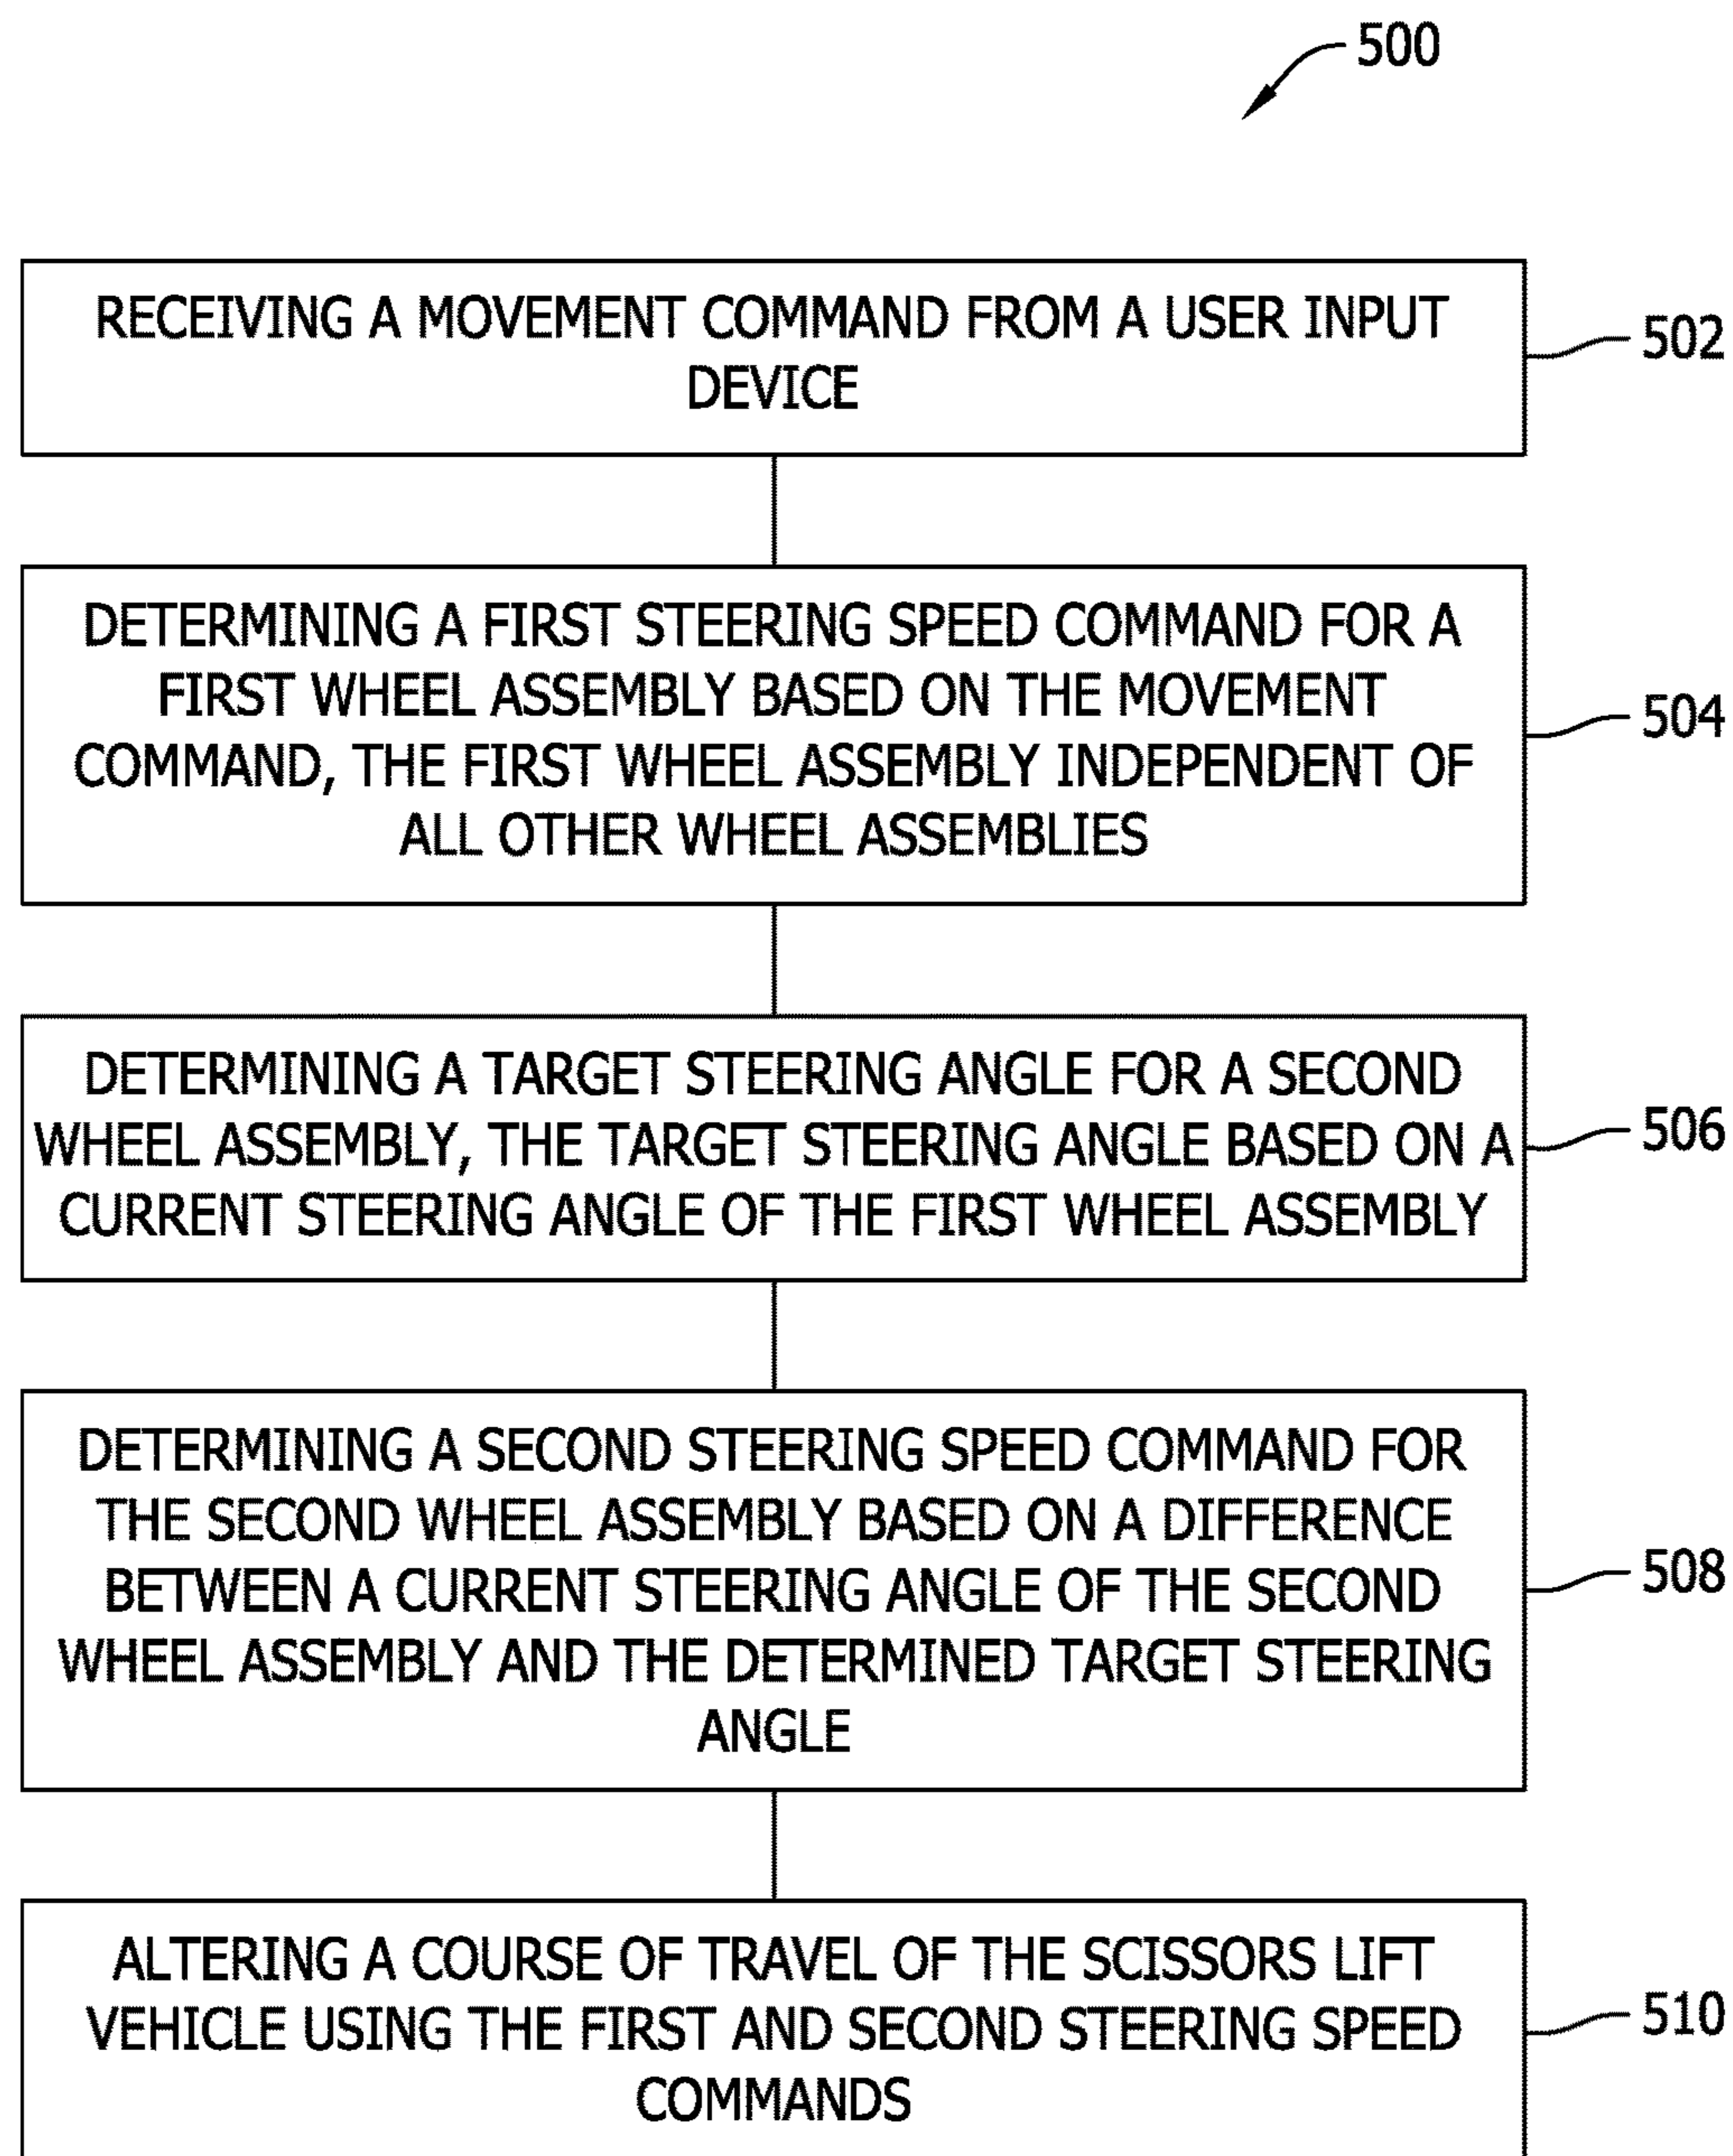 500
RECEIVING A MOVEMENT COMMAND FROM A USER INPUT
DEVICE
502
DETERMINING A FIRST STEERING SPEED COMMAND FOR A
FIRST WHEEL ASSEMBLY BASED ON THE MOVEMENT
COMMAND, THE FIRST WHEEL ASSEMBLY INDEPENDENT OF
ALL OTHER WHEEL ASSEMBLIES
504
DETERMINING A TARGET STEERING ANGLE FOR A SECOND
WHEEL ASSEMBLY, THE TARGET STEERING ANGLE BASED ON A
CURRENT STEERING ANGLE OF THE FIRST WHEEL ASSEMBLY
506
DETERMINING A SECOND STEERING SPEED COMMAND FOR
THE SECOND WHEEL ASSEMBLY BASED ON A DIFFERENCE
BETWEEN A CURRENT STEERING ANGLE OF THE SECOND
WHEEL ASSEMBLY AND THE DETERMINED TARGET STEERING
ANGLE
508
ALTERING A COURSE OF TRAVEL OF THE SCISSORS LIFT
VEHICLE USING THE FIRST AND SECOND STEERING SPEED
COMMANDS
510